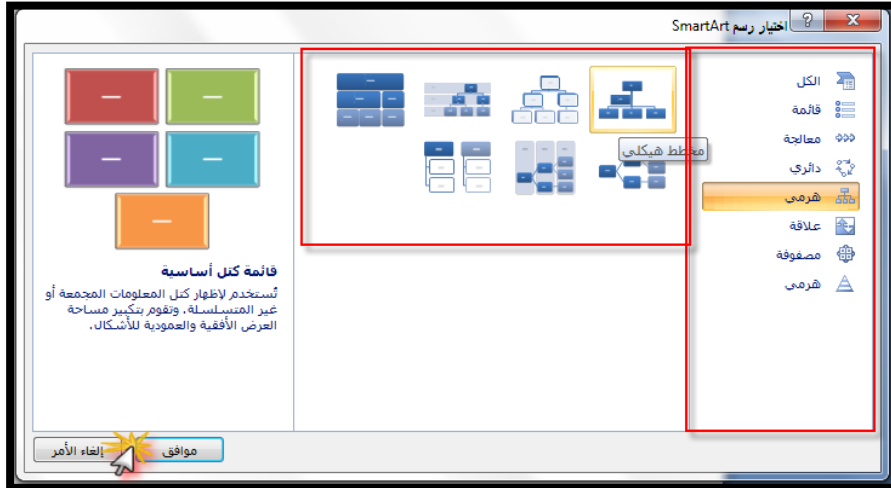 اختيار رسم SmartArt
الكل
قائمة
معالجة
دائري
هرمي
علاقة
مصفوفة
هرمي
مخطط هيكلي
قائمة كتل أساسية
تُستخدم لإظهار كتل المعلومات المجمعة أو
غير المتسلسلة. وتقوم بتكبير مساحة
العرض الأفقية والعمودية للأشكال.
موافق
إلغاء الأمر